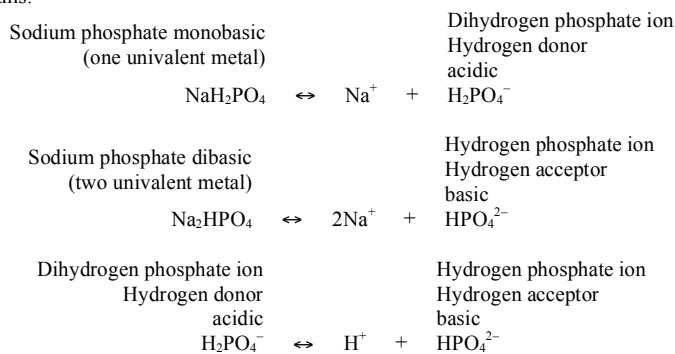 Dihydrogen phosphate ion
Sodium phosphate monobasic Hydrogen donor
(one univalent metal) acidic
NaH₂PO₄ ⇔ Na⁺ + H₂PO₄⁻
Hydrogen phosphate ion
Sodium phosphate dibasic Hydrogen acceptor
(two univalent metal) basic
Na₂HPO₄ ⇔ 2Na⁺ + HPO₄²⁻
Dihydrogen phosphate ion Hydrogen phosphate ion
Hydrogen donor Hydrogen acceptor
acidic basic
H₂PO₄⁻ ⇔ H⁺ + HPO₄²⁻